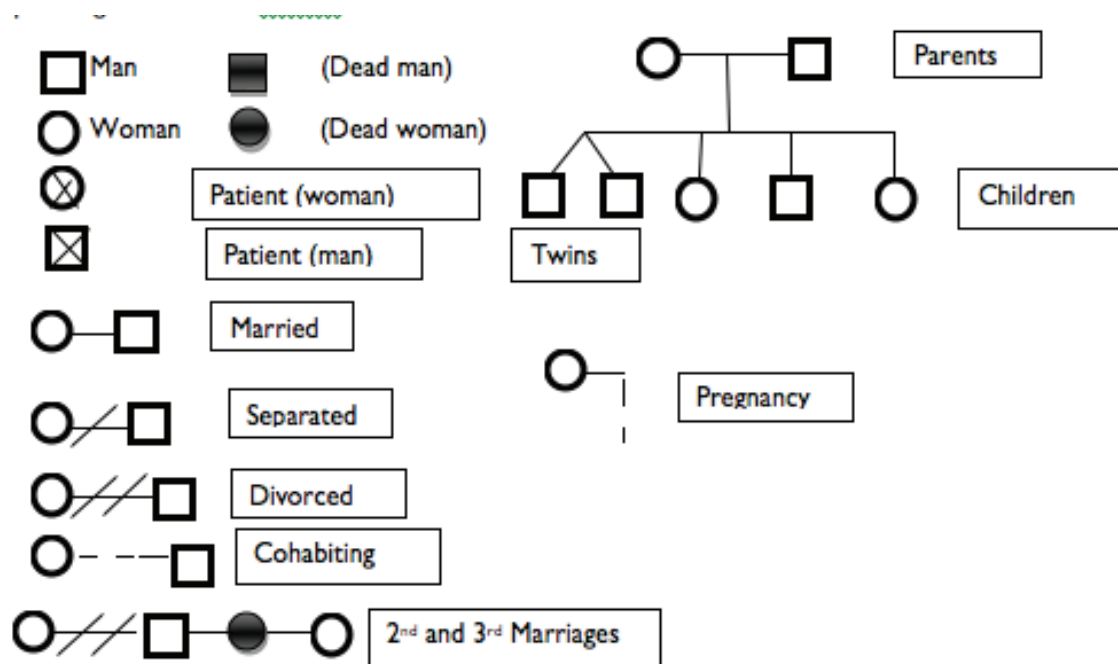 Man
(Dead man)
Parents
Woman
(Dead woman)
Patient (woman)
Children
Patient (man)
Twins
Married
Pregnancy
Separated
Divorced
Cohabiting
2nd and 3rd Marriages